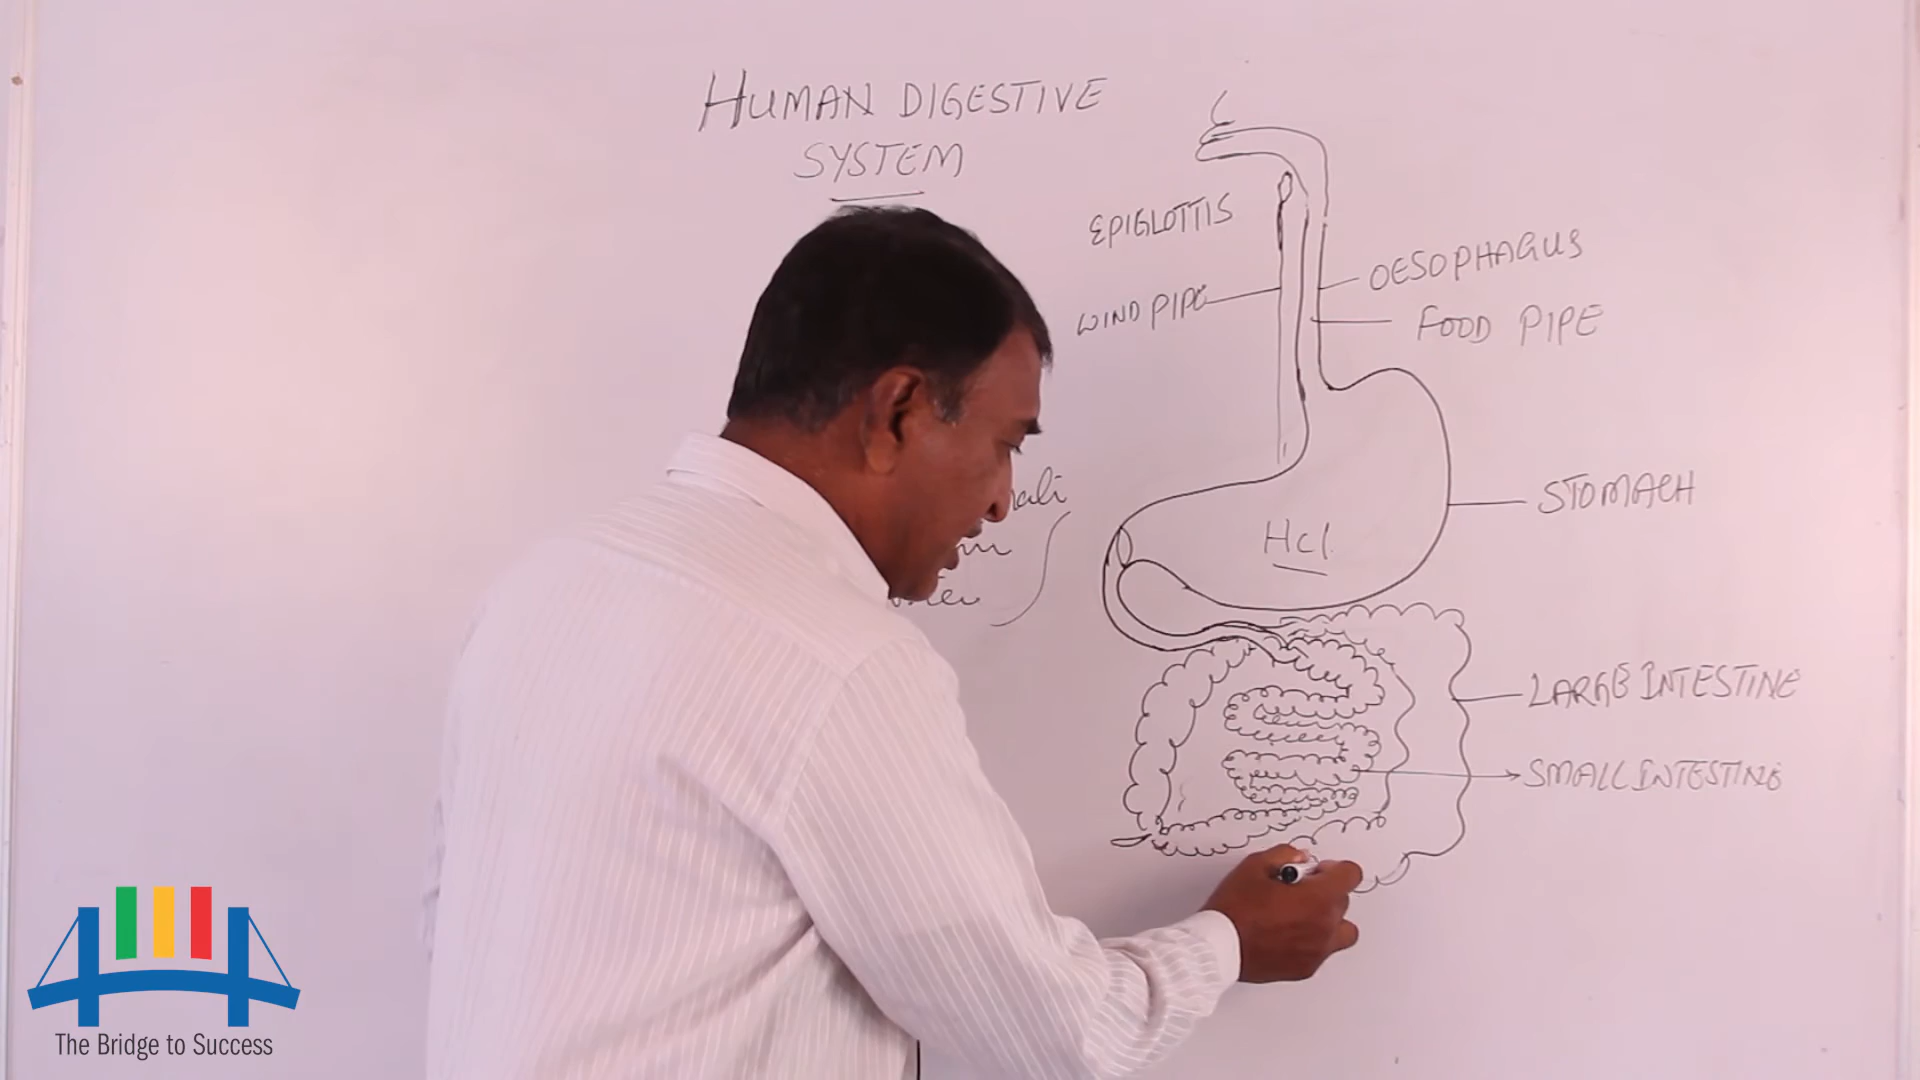 HUMAN DIGESTIVE
SYSTEM
EPIGLOTTIS
WIND PIPE
OESOPHAGUS
FOOD PIPE
STOMACH
Hcl
LARGE INTESTINE
SMALL INTESTINE
The Bridge to Success